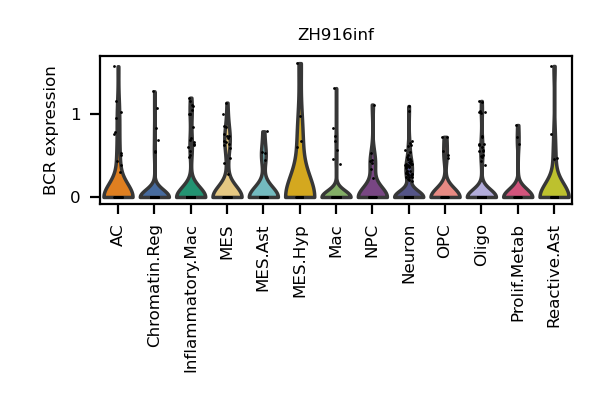 ZH916inf
BCR expression
1
0
AC
Chromatin.Reg
Inflammatory.Mac
MES
MES.Ast
MES.Hyp
Mac
NPC
Neuron
OPC
Oligo
Prolif.Metab
Reactive.Ast